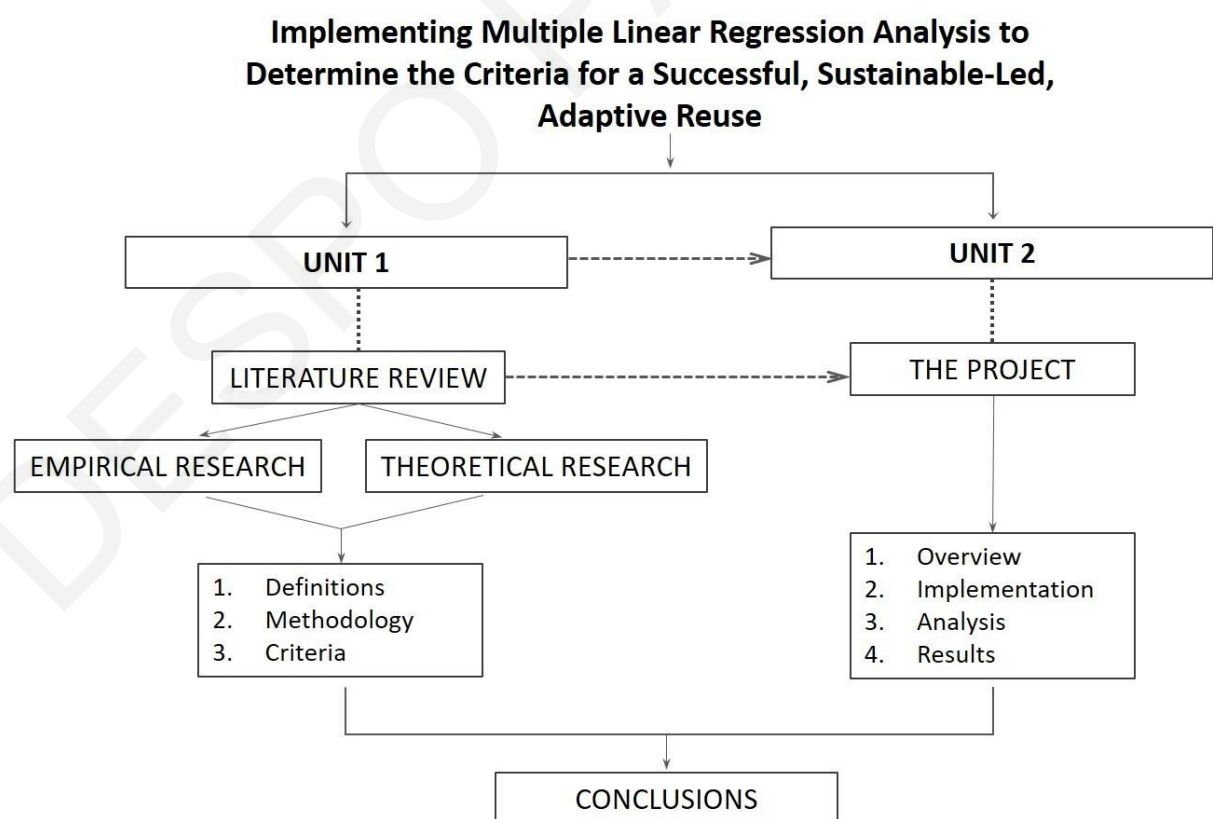 Implementing Multiple Linear Regression Analysis to
Determine the Criteria for a Successful, Sustainable-Led,
Adaptive Reuse
UNIT 1
UNIT 2
LITERATURE REVIEW
THE PROJECT
EMPIRICAL RESEARCH
THEORETICAL RESEARCH
1. Definitions
2. Methodology
3. Criteria
1. Overview
2. Implementation
3. Analysis
4. Results
CONCLUSIONS
DESPO